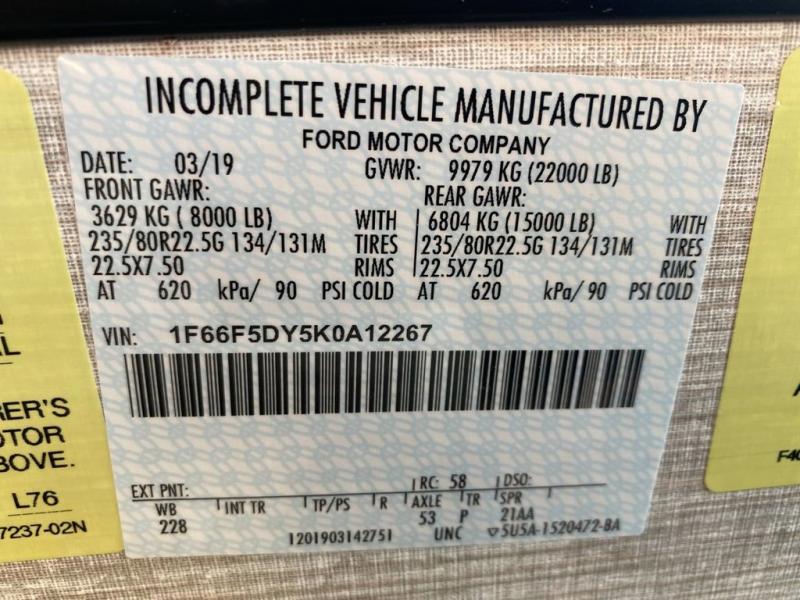 INCOMPLETE VEHICLE MANUFACTURED BY
FORD MOTOR COMPANY
DATE: 03/19 GVWR: 9979 KG (22000 LB)
FRONT GAWR: REAR GAWR:
3629 KG ( 8000 LB) WITH 6804 KG (15000 LB) WITH
235/80R22.5G 134/131M TIRES 235/80R22.5G 134/131M TIRES
22.5X7.50 RIMS 22.5X7.50 RIMS
AT 620 kPa/ 90 PSI COLD AT 620 kPa/ 90 PSI COLD
VIN: 1F66F5DY5K0A12267
EXT PNT: RC: 58 DSO:
WB INT TR TP/PS R AXLE TR SPR
228 53 P 21AA
1201903142751 UNC 5U5A-1520472-BA
L
RER'S
OTOR
BOVE.
L76
7237-02N
A
F40